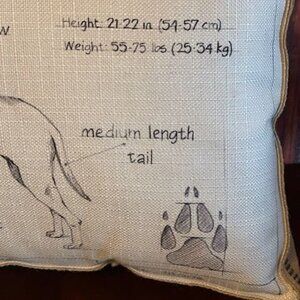 w
Height: 21-22 in (54-57 cm)
Weight: 55-75 lbs (25-34 kg)
medium length
tail